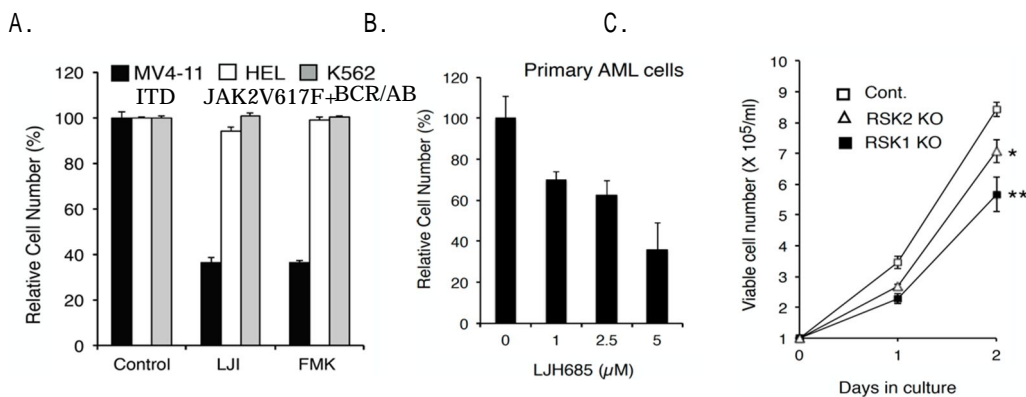 A.
B.
C.
MV4-11 HEL K562
ITD JAK2V617F+ BCR/AB
Relative Cell Number (%)
120
100
80
60
40
20
0
Control LJI FMK
Primary AML cells
Relative Cell Number (%)
120
100
80
60
40
20
0
0 1 2.5 5
LJH685 (µM)
Cont.
RSK2 KO
RSK1 KO
Viable cell number (X 10⁵/ml)
10
9
8
7
6
5
4
3
2
1
*
**
0 1 2
Days in culture